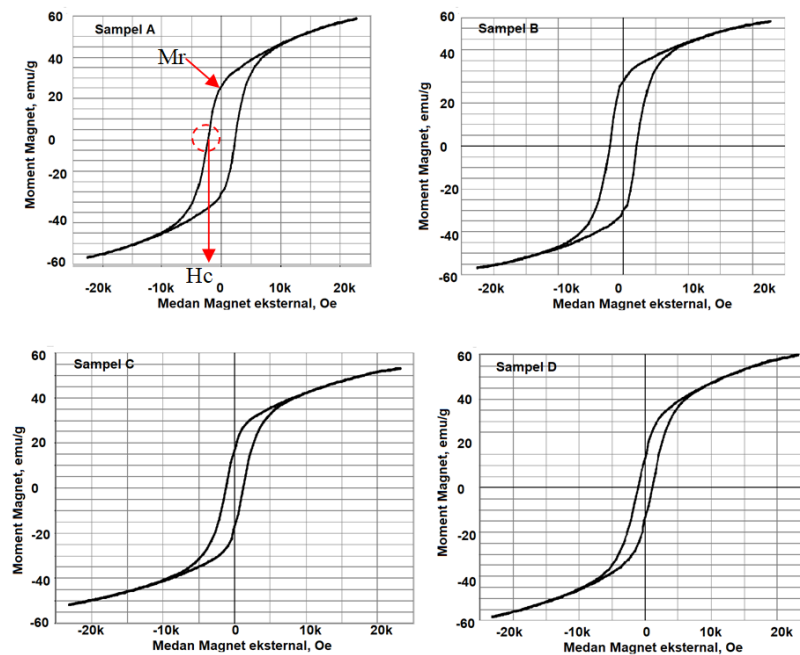 Sampel A
Mr
Moment Magnet, emu/g
60
40
20
0
-20
-40
-60
-20k
-10k
0
10k
20k
Hc
Medan Magnet eksternal, Oe
Sampel B
Moment Magnet, emu/g
60
40
20
0
-20
-40
-60
-20k
-10k
0
10k
20k
Medan Magnet eksternal, Oe
Sampel C
Moment Magnet, emu/g
60
40
20
0
-20
-40
-60
-20k
-10k
0
10k
20k
Medan Magnet eksternal, Oe
Sampel D
Moment Magnet, emu/g
60
40
20
0
-20
-40
-60
-20k
-10k
0
10k
20k
Medan Magnet eksternal, Oe